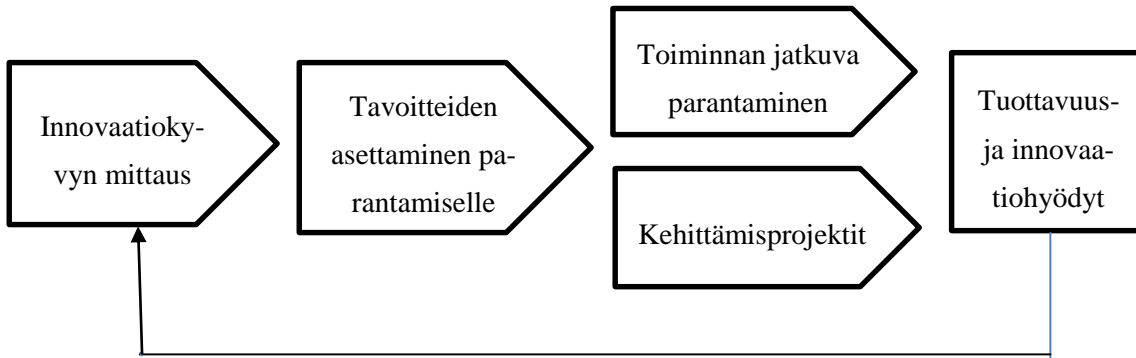 Innovaatioky-
vyn mittaus
Tavoitteiden
asettaminen pa-
rantamiselle
Toiminnan jatkuva
parantaminen
Kehittämisprojektit
Tuottavuus-
ja innovaa-
tiohyödyt